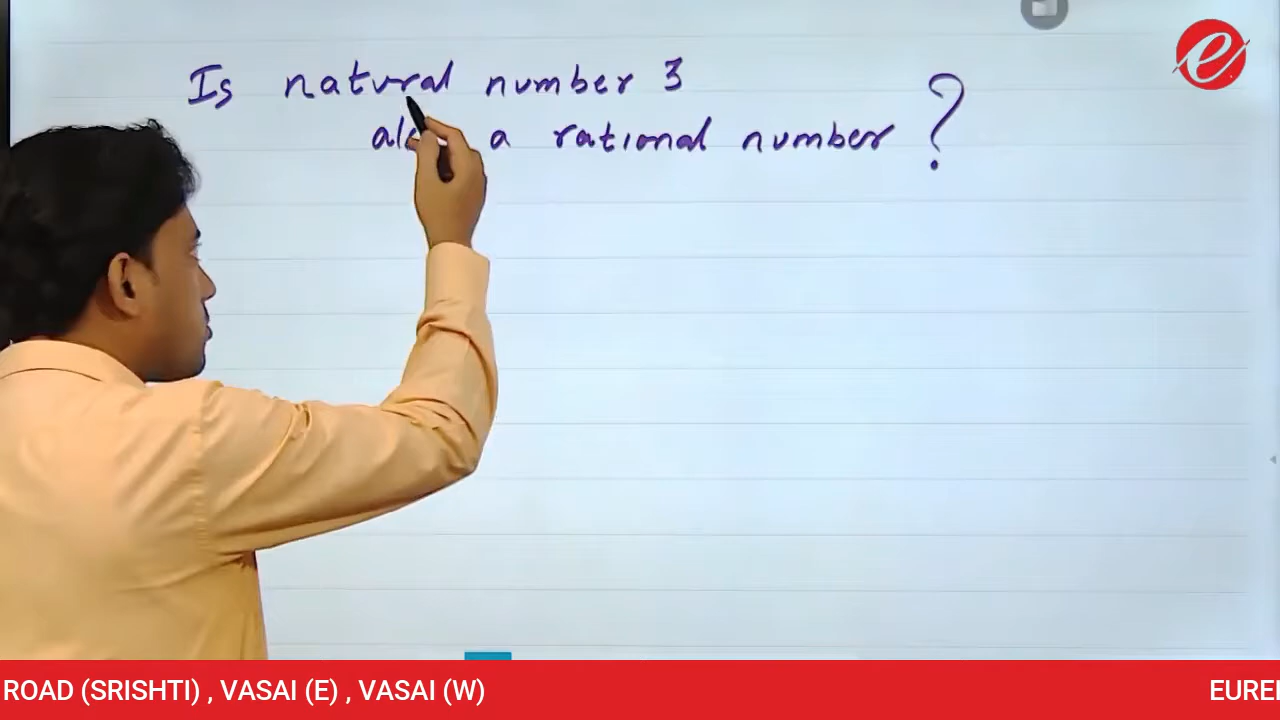 Is natural number 3
a rational number ?
ROAD (SRISHTI) , VASAI (E) , VASAI (W)
e